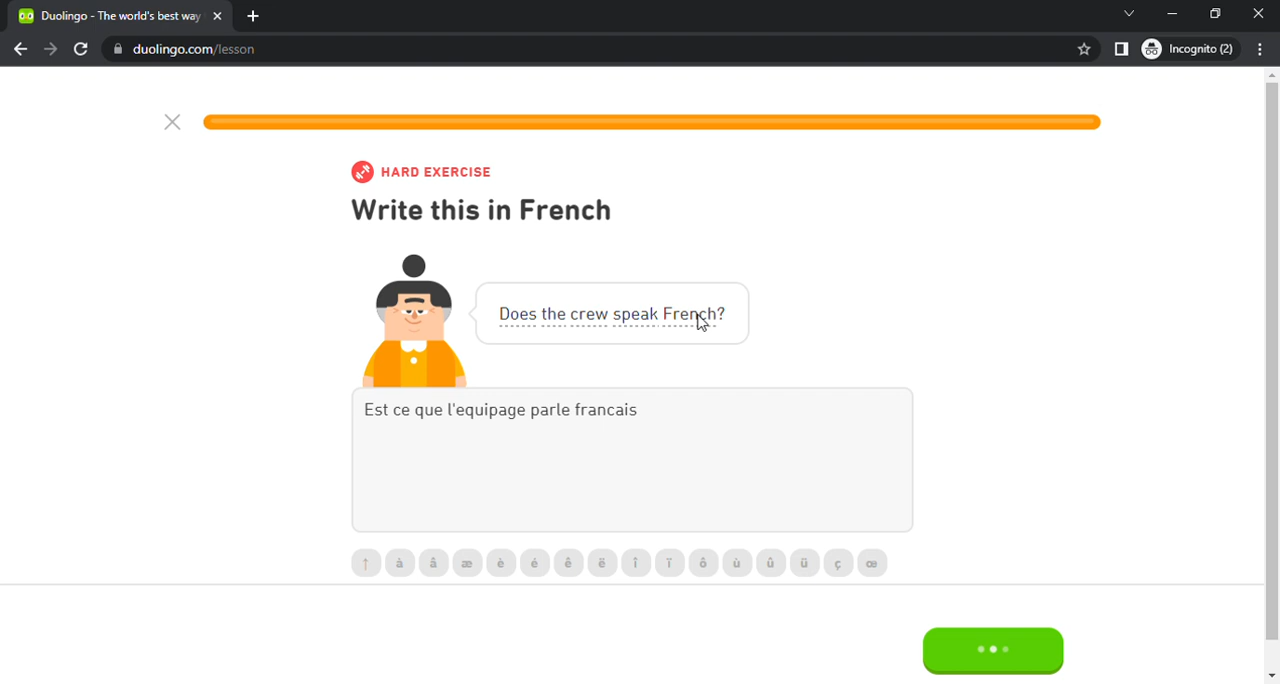 Duolingo - The world's best way
duolingo.com/lesson
Incognito (2)
HARD EXERCISE
Write this in French
Does the crew speak French?
Est ce que l'equipage parle francais
↑ à â æ è é ê ë î ï ô ù û ü ç œ